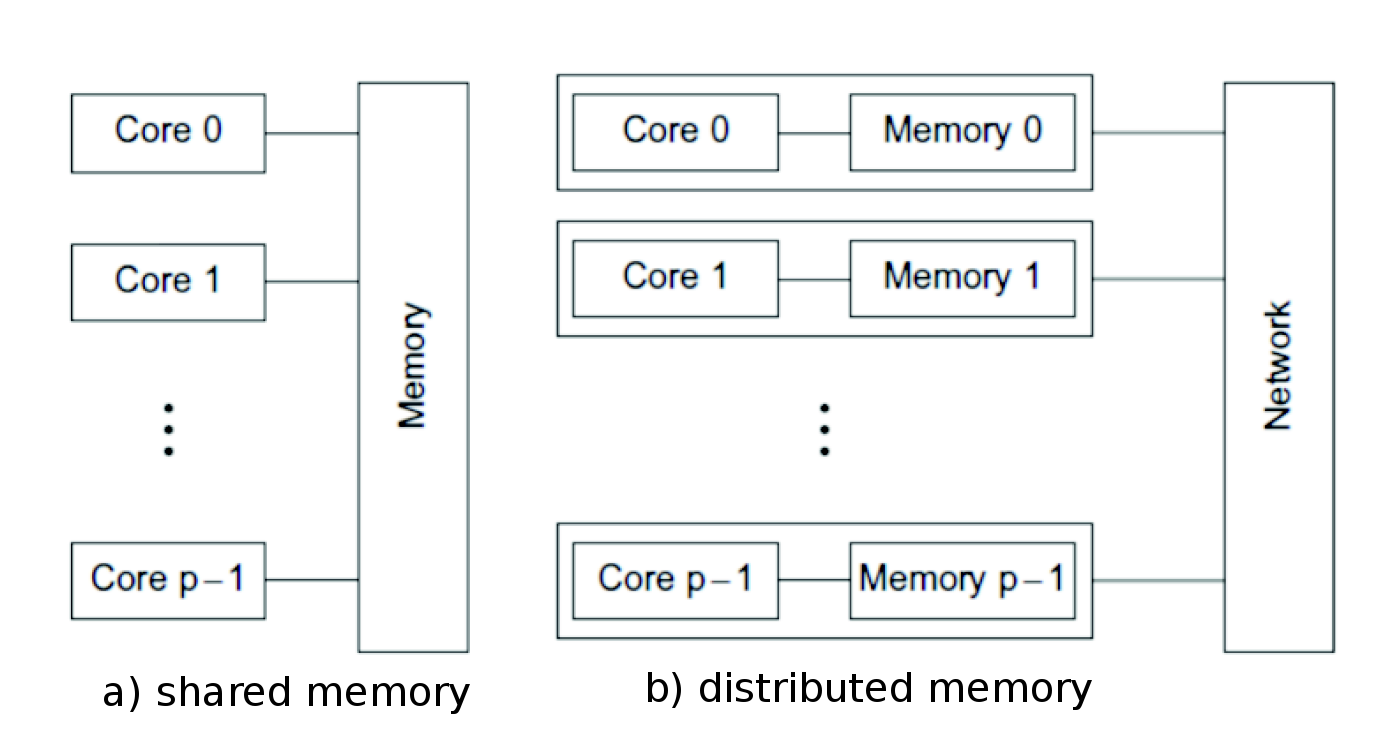 Core 0
Core 1
Core p−1
Memory
a) shared memory
Core 0
Memory 0
Core 1
Memory 1
Core p−1
Memory p−1
Network
b) distributed memory